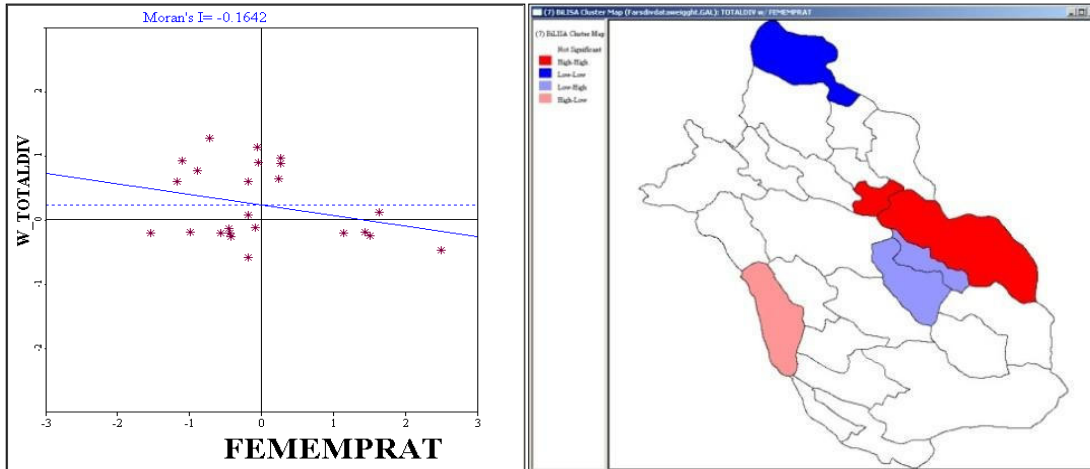 Moran's I= -0.1642
2
1
0
-1
-2
W_TOTALDIV
-3
-2
-1
0
1
2
3
FEMEMPRAT
(7) BiLISA Cluster Map (Farsdivdataweigght.GAL): TOTALDIV w/ FEMEMPRAT
(7) BiLISA Cluster Map
Not Significant
High-High
Low-Low
Low-High
High-Low